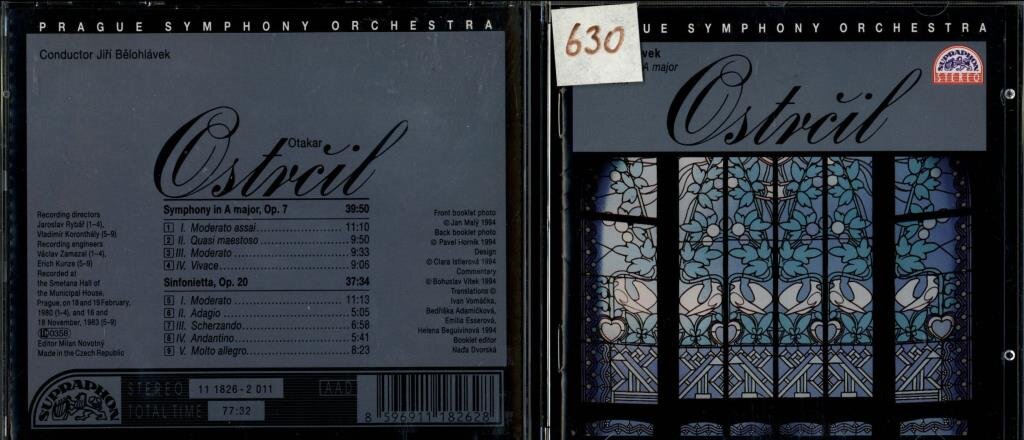 PRAGUE SYMPHONY ORCHESTRA
Conductor Jiří Bělohlávek
Otakar
Ostrčil
Symphony in A major, Op. 7 39:50
1 I. Moderato assai 11:10
2 II. Quasi maestoso 9:50
3 III. Moderato 9:33
4 IV. Vivace 9:06
Sinfonietta, Op. 20 37:34
5 I. Moderato 11:13
6 II. Adagio 5:05
7 III. Scherzando 6:58
8 IV. Andantino 5:41
9 V. Molto allegro 8:23
Recording directors
Jaroslav Rybář (1–4),
Vladimír Koronthály (5–9)
Recording engineers
Václav Zamazal (1–4),
Erich Kunze (5–9)
Recorded at
the Smetana Hall of
the Municipal House,
Prague, on 18 and 19 February,
1980 (1–4), and 16 and
18 November, 1983 (5–9)
LC 0358
Editor Milan Novotný
Made in the Czech Republic
Front booklet photo
© Jan Malý 1994
Back booklet photo
© Pavel Horník 1994
Design
© Clara Istlerová 1994
Commentary
© Bohuslav Vítek 1994
Translations ©
Ivan Vomáčka,
Bedřiška Adamíčková,
Emilia Esserová,
Helena Beguivinová 1994
Booklet editor
Naďa Dvorská
SUPRAPHON
STEREO 11 1826-2 011
TOTAL TIME 77:32
AAD
8 596911 182628
630
UE SYMPHONY ORCHESTRA
vek
A major
Ostrčil
SUPRAPHON
STEREO